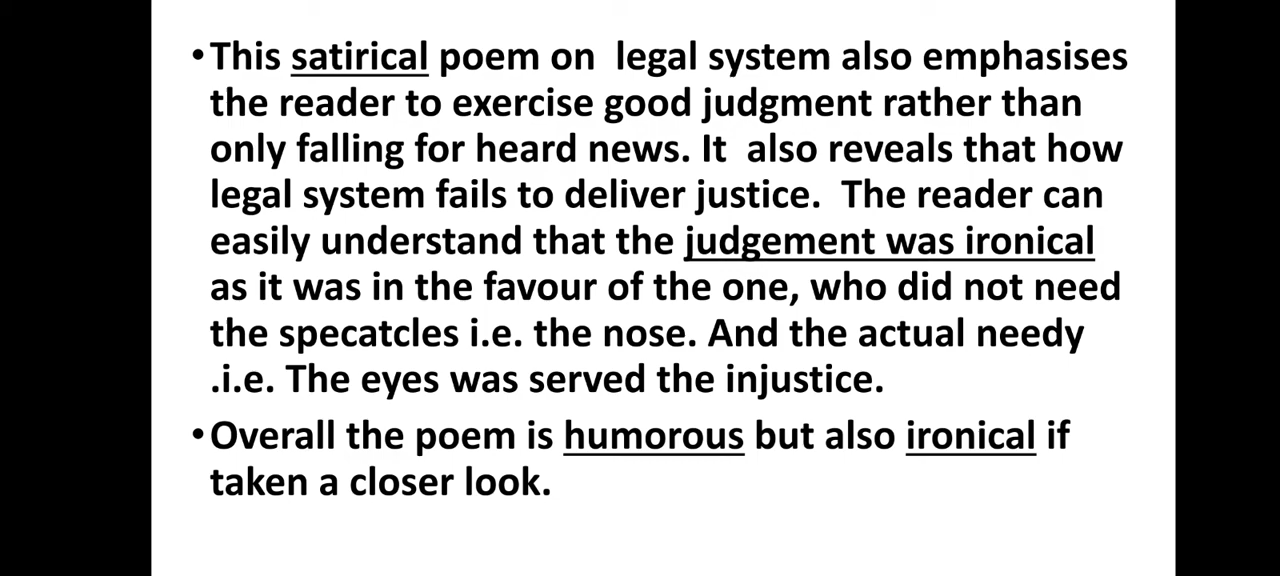 •This satirical poem on legal system also emphasises
the reader to exercise good judgment rather than
only falling for heard news. It also reveals that how
legal system fails to deliver justice. The reader can
easily understand that the judgement was ironical
as it was in the favour of the one, who did not need
the specatcles i.e. the nose. And the actual needy
.i.e. The eyes was served the injustice.
•Overall the poem is humorous but also ironical if
taken a closer look.